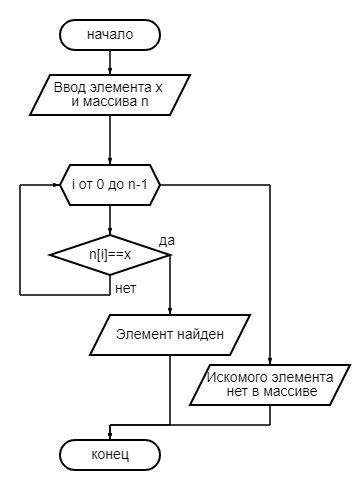 начало
Ввод элемента x
и массива n
i от 0 до n-1
n[i]==x
да
нет
Элемент найден
Искомого элемента
нет в массиве
конец